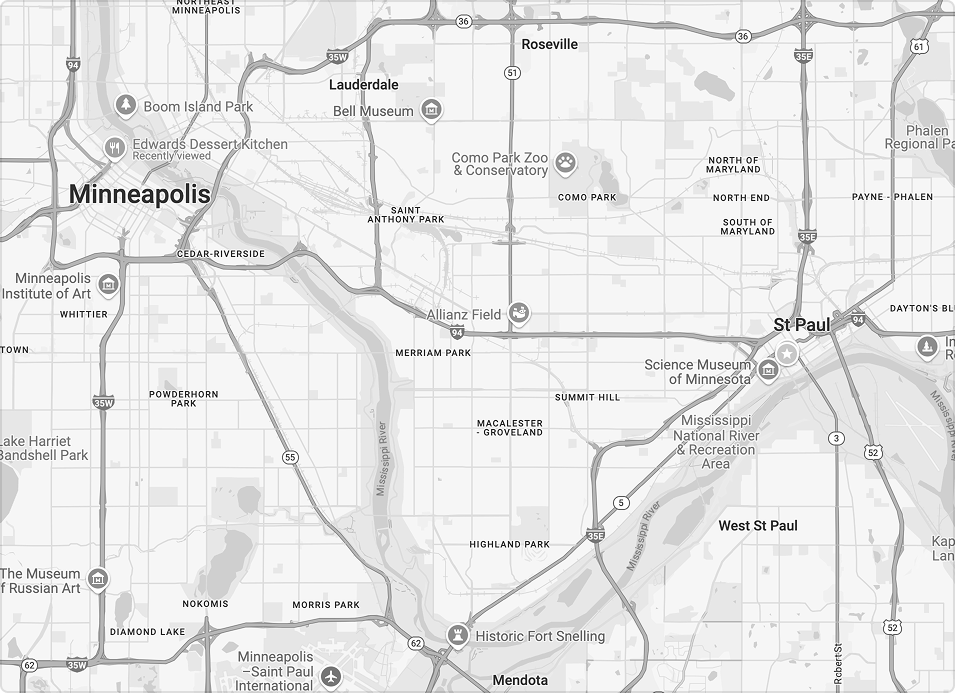 NORTHEAST
MINNEAPOLIS
36
Roseville
36
61
94
35W
35E
Lauderdale
51
Boom Island Park
Bell Museum
Phalen
Regional Pa
Edwards Dessert Kitchen
Recently viewed
Como Park Zoo
& Conservatory
NORTH OF
MARYLAND
Minneapolis
COMO PARK
NORTH END
PAYNE - PHALEN
SAINT
ANTHONY PARK
SOUTH OF
MARYLAND
35E
CEDAR-RIVERSIDE
Minneapolis
Institute of Art
WHITTIER
Allianz Field
DAYTON'S BLU
94
St Paul
94
TOWN
MERRIAM PARK
Science Museum
of Minnesota
In
Re
POWDERHORN
PARK
35W
SUMMIT HILL
Mississippi River
Lake Harriet
Bandshell Park
MACALESTER
- GROVELAND
Mississippi
National River
& Recreation
Area
3
52
55
Mississippi River
5
Mississippi River
West St Paul
35E
HIGHLAND PARK
Kap
Lan
The Museum
f Russian Art
NOKOMIS
MORRIS PARK
DIAMOND LAKE
52
Historic Fort Snelling
62
62
35W
Minneapolis
–Saint Paul
International
Mendota
Robert St